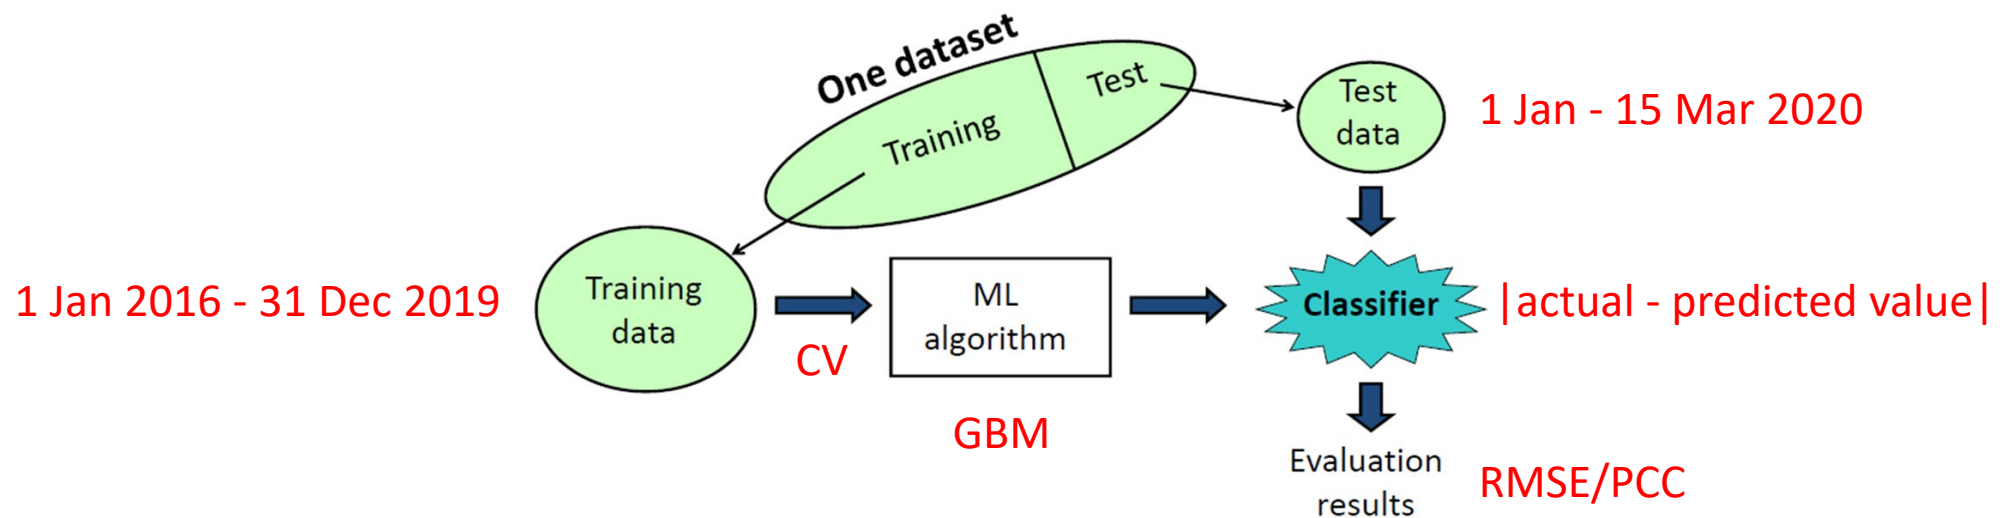 One dataset
Training
Test
Test
data
1 Jan - 15 Mar 2020
1 Jan 2016 - 31 Dec 2019
Training
data
CV
ML
algorithm
GBM
Classifier
|actual - predicted value|
Evaluation
results
RMSE/PCC